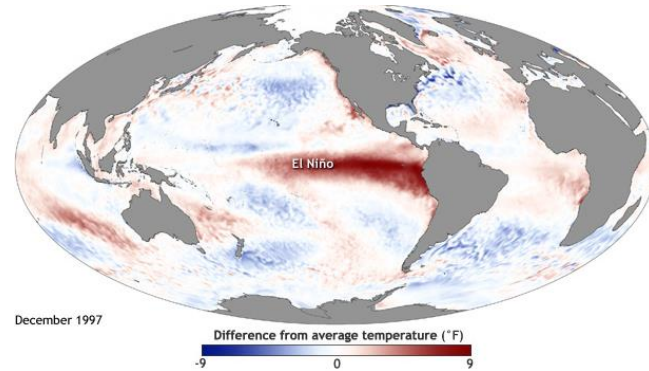 El Niño
December 1997
Difference from average temperature (°F)
-9 0 9